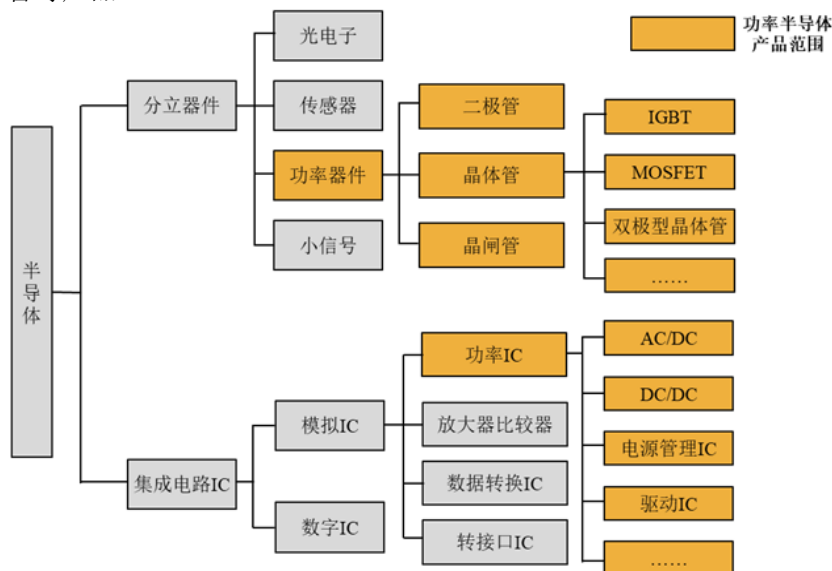 功率半导体
产品范围
半
导
体
分立器件
光电子
传感器
功率器件
小信号
二极管
晶体管
晶闸管
IGBT
MOSFET
双极型晶体管
……
集成电路IC
模拟IC
数字IC
功率IC
放大器比较器
数据转换IC
转接口IC
AC/DC
DC/DC
电源管理IC
驱动IC
……